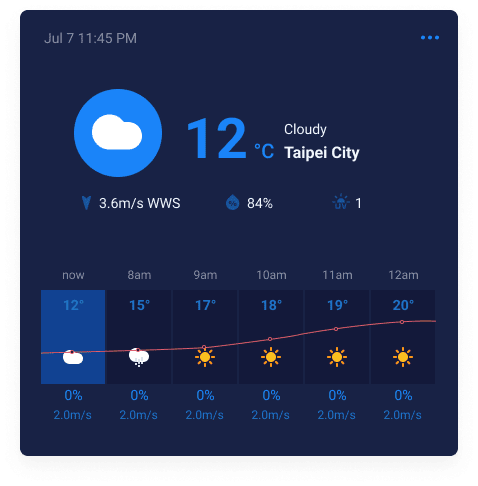 Jul 7 11:45 PM
12 °C
Cloudy
Taipei City
3.6m/s WWS 84% 1
now 8am 9am 10am 11am 12am
12° 15° 17° 18° 19° 20°
0% 0% 0% 0% 0% 0%
2.0m/s 2.0m/s 2.0m/s 2.0m/s 2.0m/s 2.0m/s